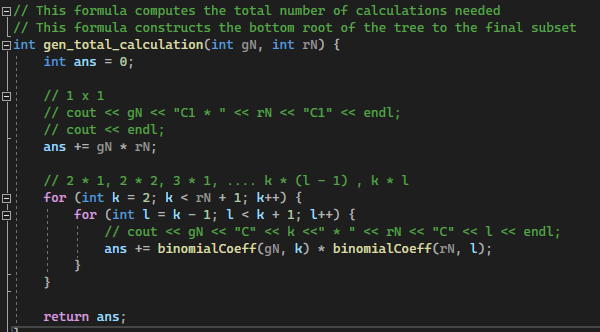 // This formula computes the total number of calculations needed
// This formula constructs the bottom root of the tree to the final subset
int gen_total_calculation(int gN, int rN) {
    int ans = 0;
    // 1 x 1
    // cout << gN << "C1 * " << rN << "C1" << endl;
    // cout << endl;
    ans += gN * rN;
    // 2 * 1, 2 * 2, 3 * 1, .... k * (l - 1) , k * l
    for (int k = 2; k < rN + 1; k++) {
        for (int l = k - 1; l < k + 1; l++) {
            // cout << gN << "C" << k <<" * " << rN << "C" << l << endl;
            ans += binomialCoeff(gN, k) * binomialCoeff(rN, l);
        }
    }
    return ans;
}